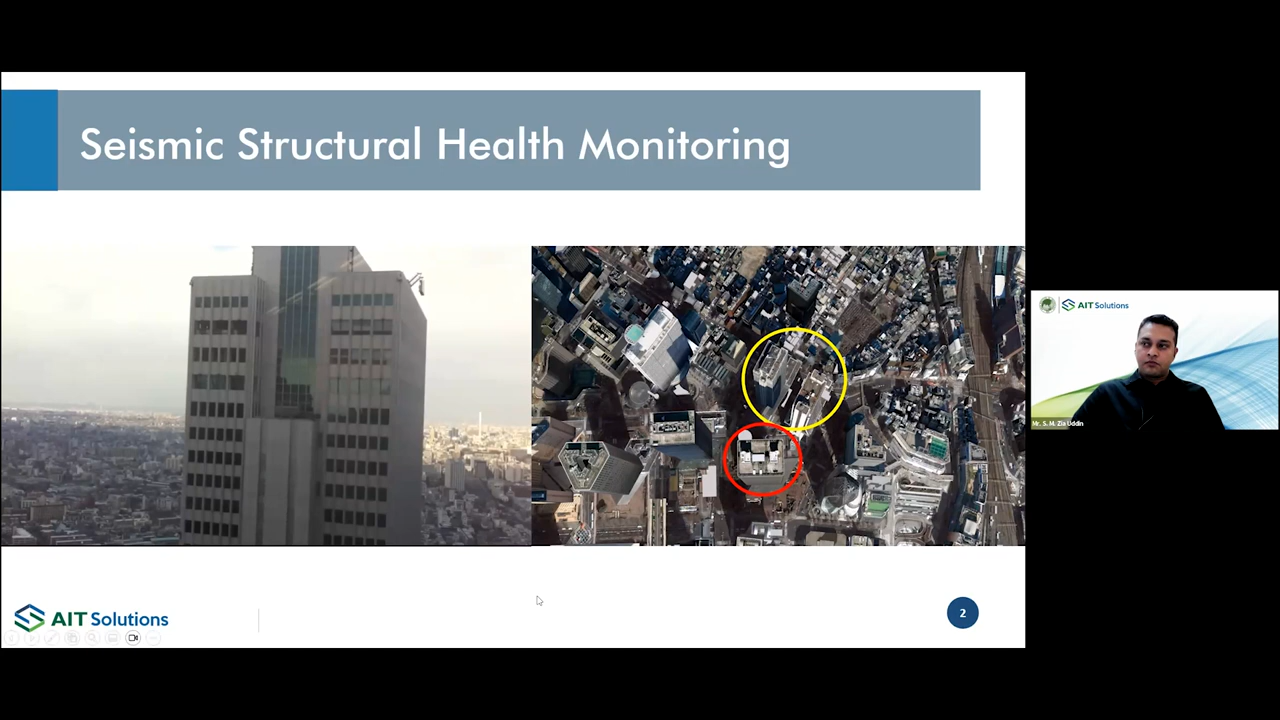 Seismic Structural Health Monitoring
AIT Solutions
Mr. S. M. Zia Uddin
AIT Solutions
2